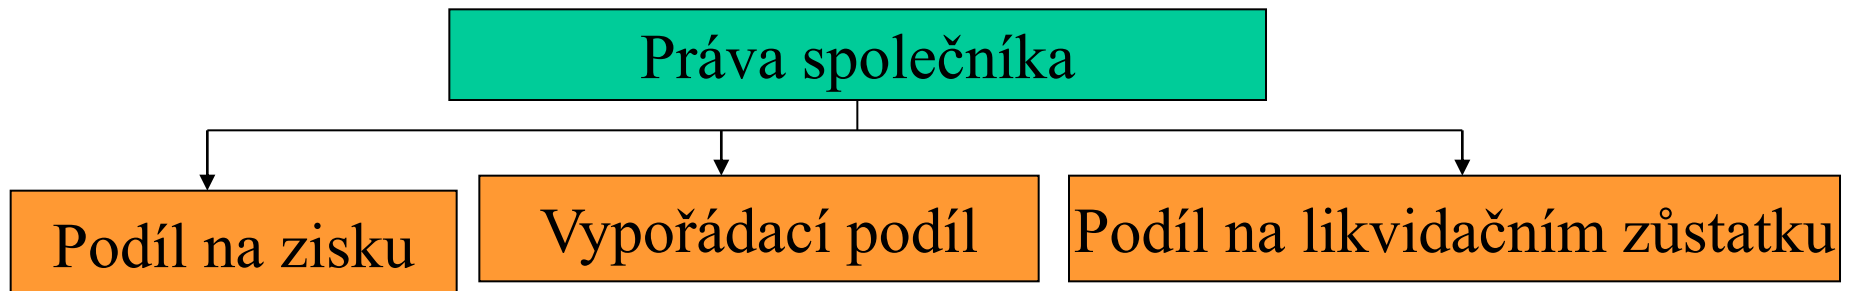 Práva společníka
Podíl na zisku
Vypořádací podíl
Podíl na likvidačním zůstatku